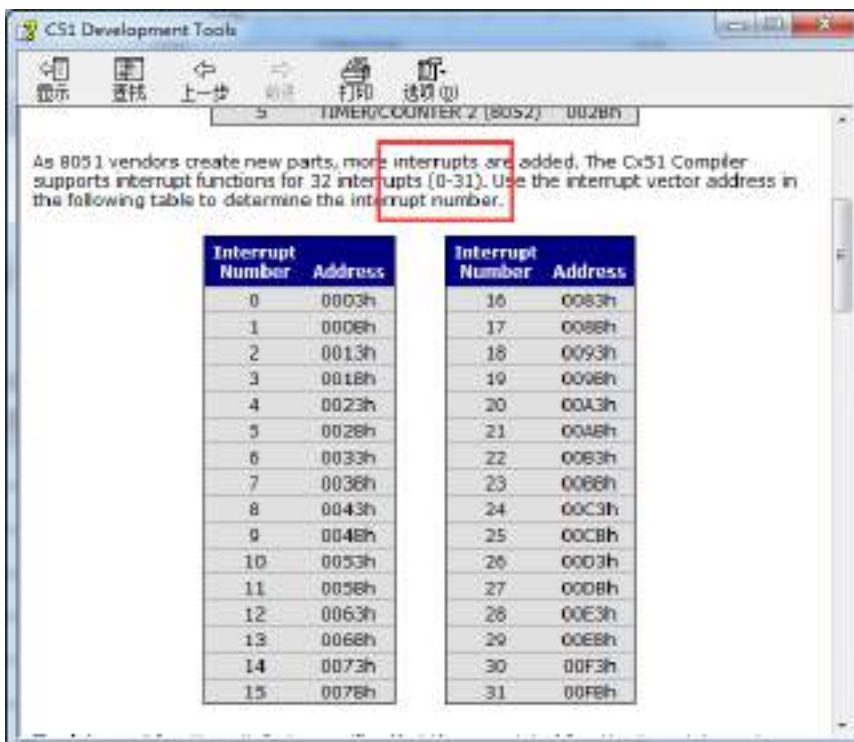 C51 Development Tools
显示 查找 上一步 前进 打印 选项(O)
5 TIMER/COUNTER 2 (8052) 002Bh
As 8051 vendors create new parts, more interrupts are added. The Cx51 Compiler
supports interrupt functions for 32 interrupts (0-31). Use the interrupt vector address in
the following table to determine the interrupt number.
Interrupt Number Address Interrupt Number Address
0 0003h 16 0083h
1 000Bh 17 008Bh
2 0013h 18 0093h
3 001Bh 19 009Bh
4 0023h 20 00A3h
5 002Bh 21 00ABh
6 0033h 22 00B3h
7 003Bh 23 00BBh
8 0043h 24 00C3h
9 004Bh 25 00CBh
10 0053h 26 00D3h
11 005Bh 27 00DBh
12 0063h 28 00E3h
13 006Bh 29 00EBh
14 0073h 30 00F3h
15 007Bh 31 00FBh